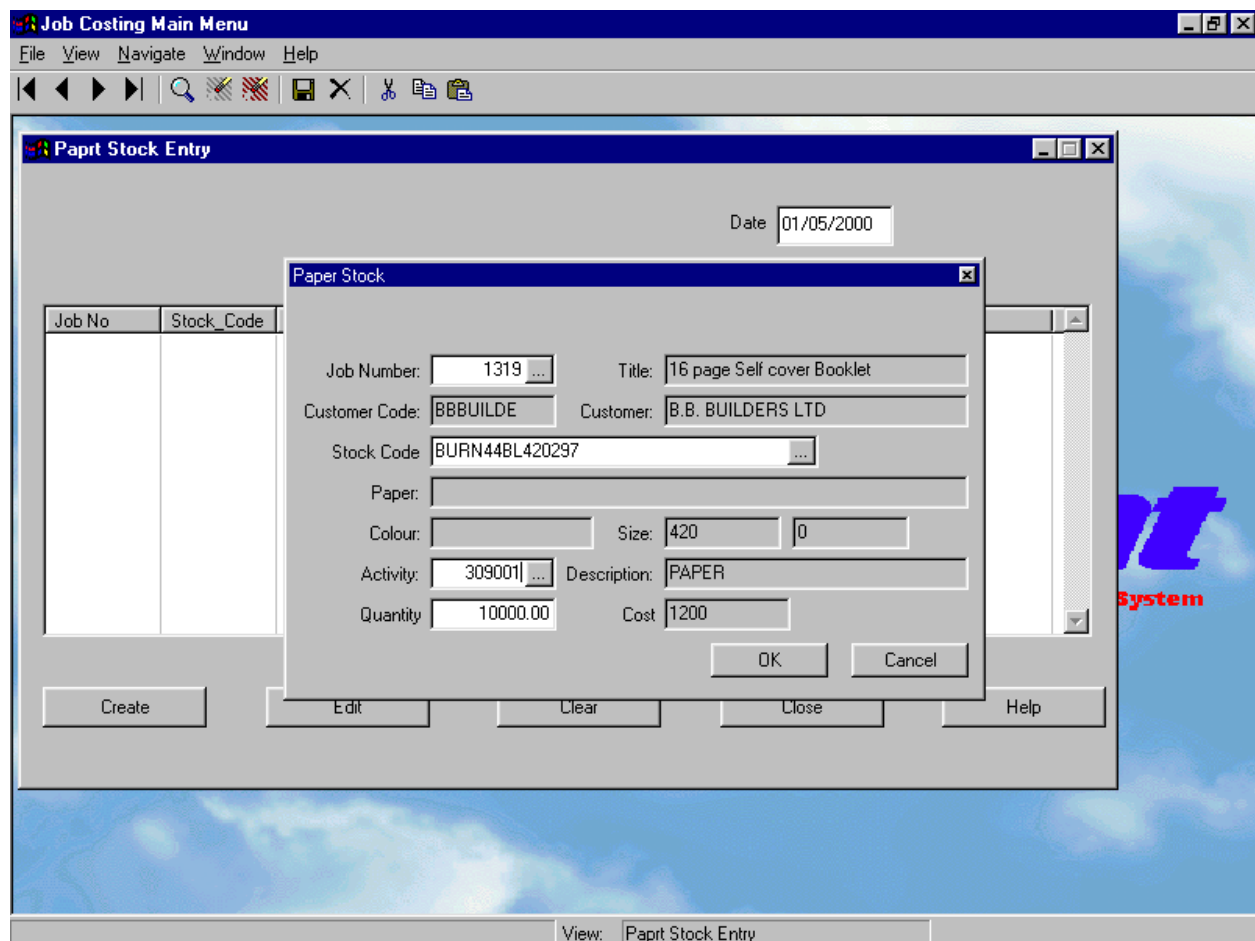 Job Costing Main Menu
File View Navigate Window Help
Paprt Stock Entry
Date 01/05/2000
Paper Stock
Job No Stock_Code
Job Number: 1319 ... Title: 16 page Self cover Booklet
Customer Code: BBBUILDE Customer: B.B. BUILDERS LTD
Stock Code BURN44BL420297 ...
Paper:
Colour: Size: 420 0
Activity: 309001 ... Description: PAPER
System
Quantity 10000.00 Cost 1200
OK Cancel
Create Edit Clear Close Help
View: Paprt Stock Entry